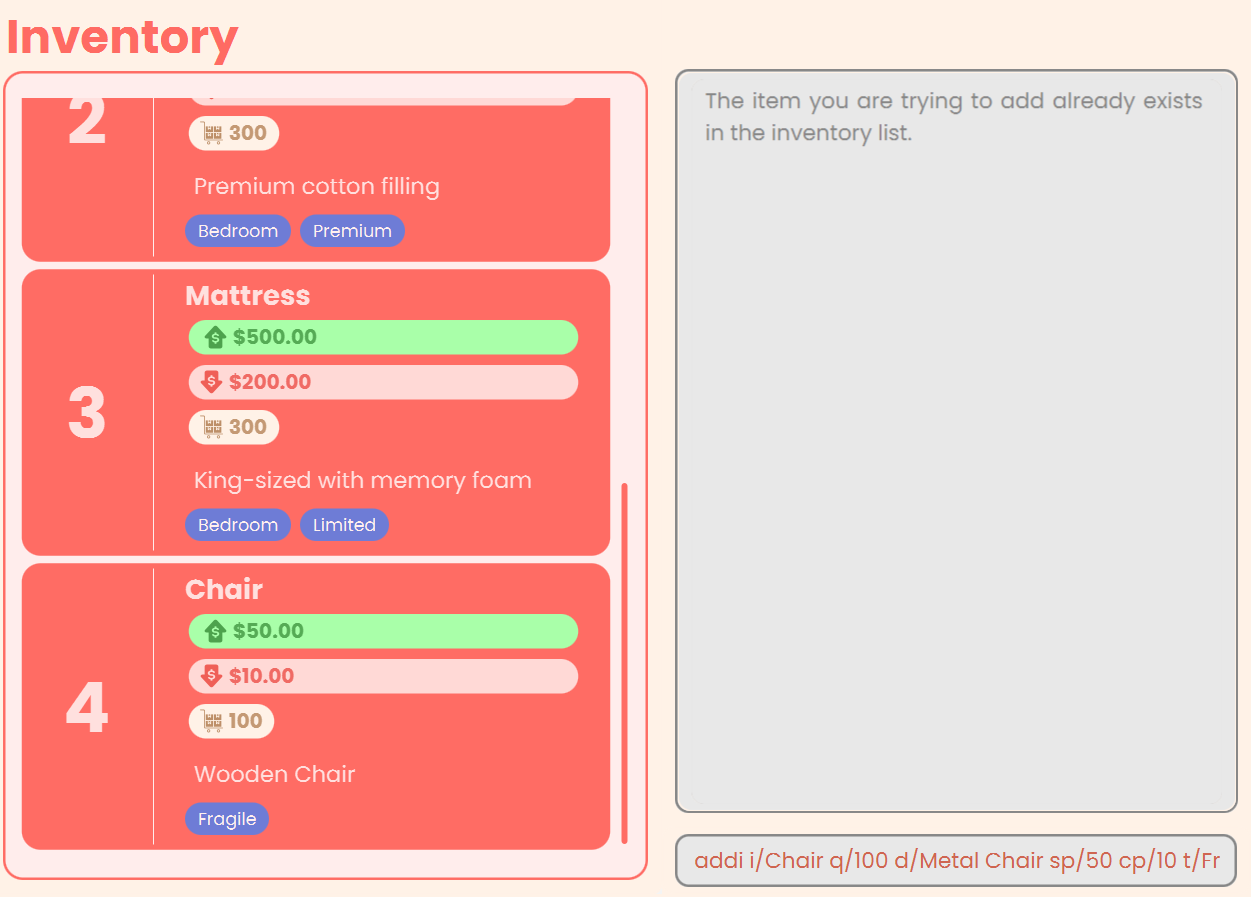 Inventory
2
300
Premium cotton filling
Bedroom Premium
3
Mattress
$500.00
$200.00
300
King-sized with memory foam
Bedroom Limited
4
Chair
$50.00
$10.00
100
Wooden Chair
Fragile
The item you are trying to add already exists
in the inventory list.
addi i/Chair q/100 d/Metal Chair sp/50 cp/10 t/Fr